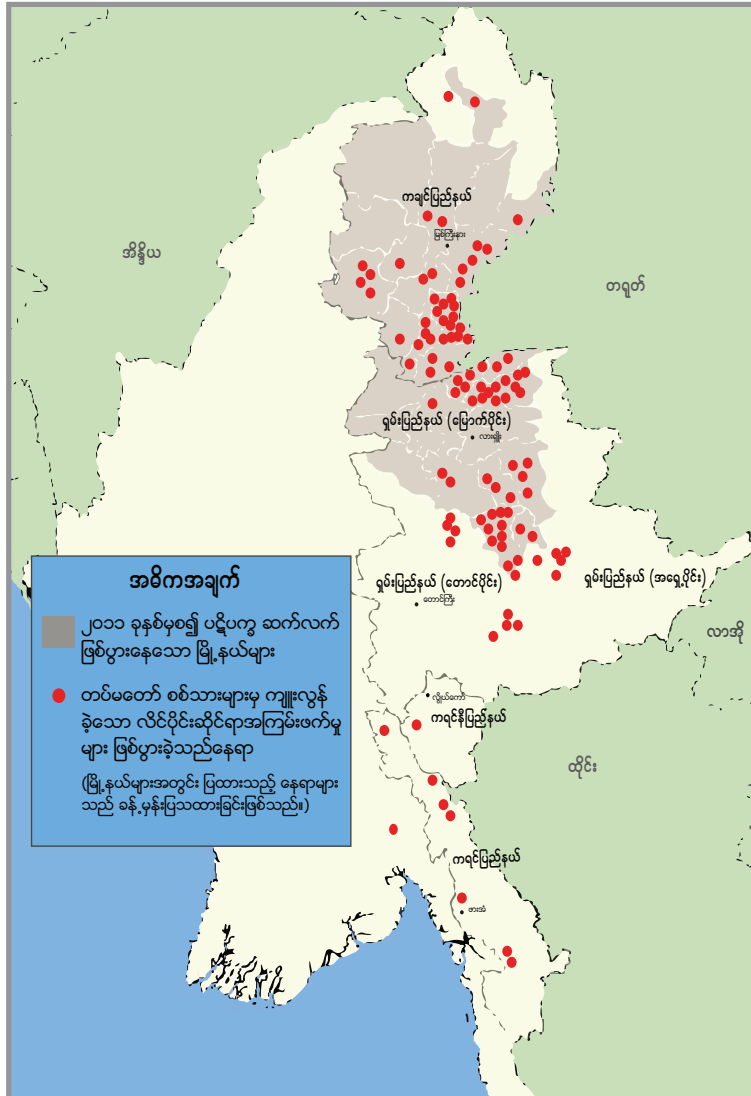 ကချင်ပြည်နယ်
မြစ်ကြီးနား
အိန္ဒိယ
တရုတ်
ရှမ်းပြည်နယ် (မြောက်ပိုင်း)
လားရှိုး
အဓိကအချက်
၂၀၁၁ ခုနှစ်မှစ၍ ပဋိပက္ခ ဆက်လက်
ဖြစ်ပွားနေသော မြို့နယ်များ
တပ်မတော် စစ်သားများမှ ကျူးလွန်
ခဲ့သော လိင်ပိုင်းဆိုင်ရာအကြမ်းဖက်မှု
များ ဖြစ်ပွားခဲ့သည်နေရာ
(မြို့နယ်များအတွင်း ပြထားသည့် နေရာများ
သည် ခန့်မှန်းပြသထားခြင်းဖြစ်သည်။)
ရှမ်းပြည်နယ် (တောင်ပိုင်း)
တောင်ကြီး
ရှမ်းပြည်နယ် (အရှေ့ပိုင်း)
လာအို
လွိုင်ကော်
ကရင်နီပြည်နယ်
ထိုင်း
ကရင်ပြည်နယ်
ဖားအံ